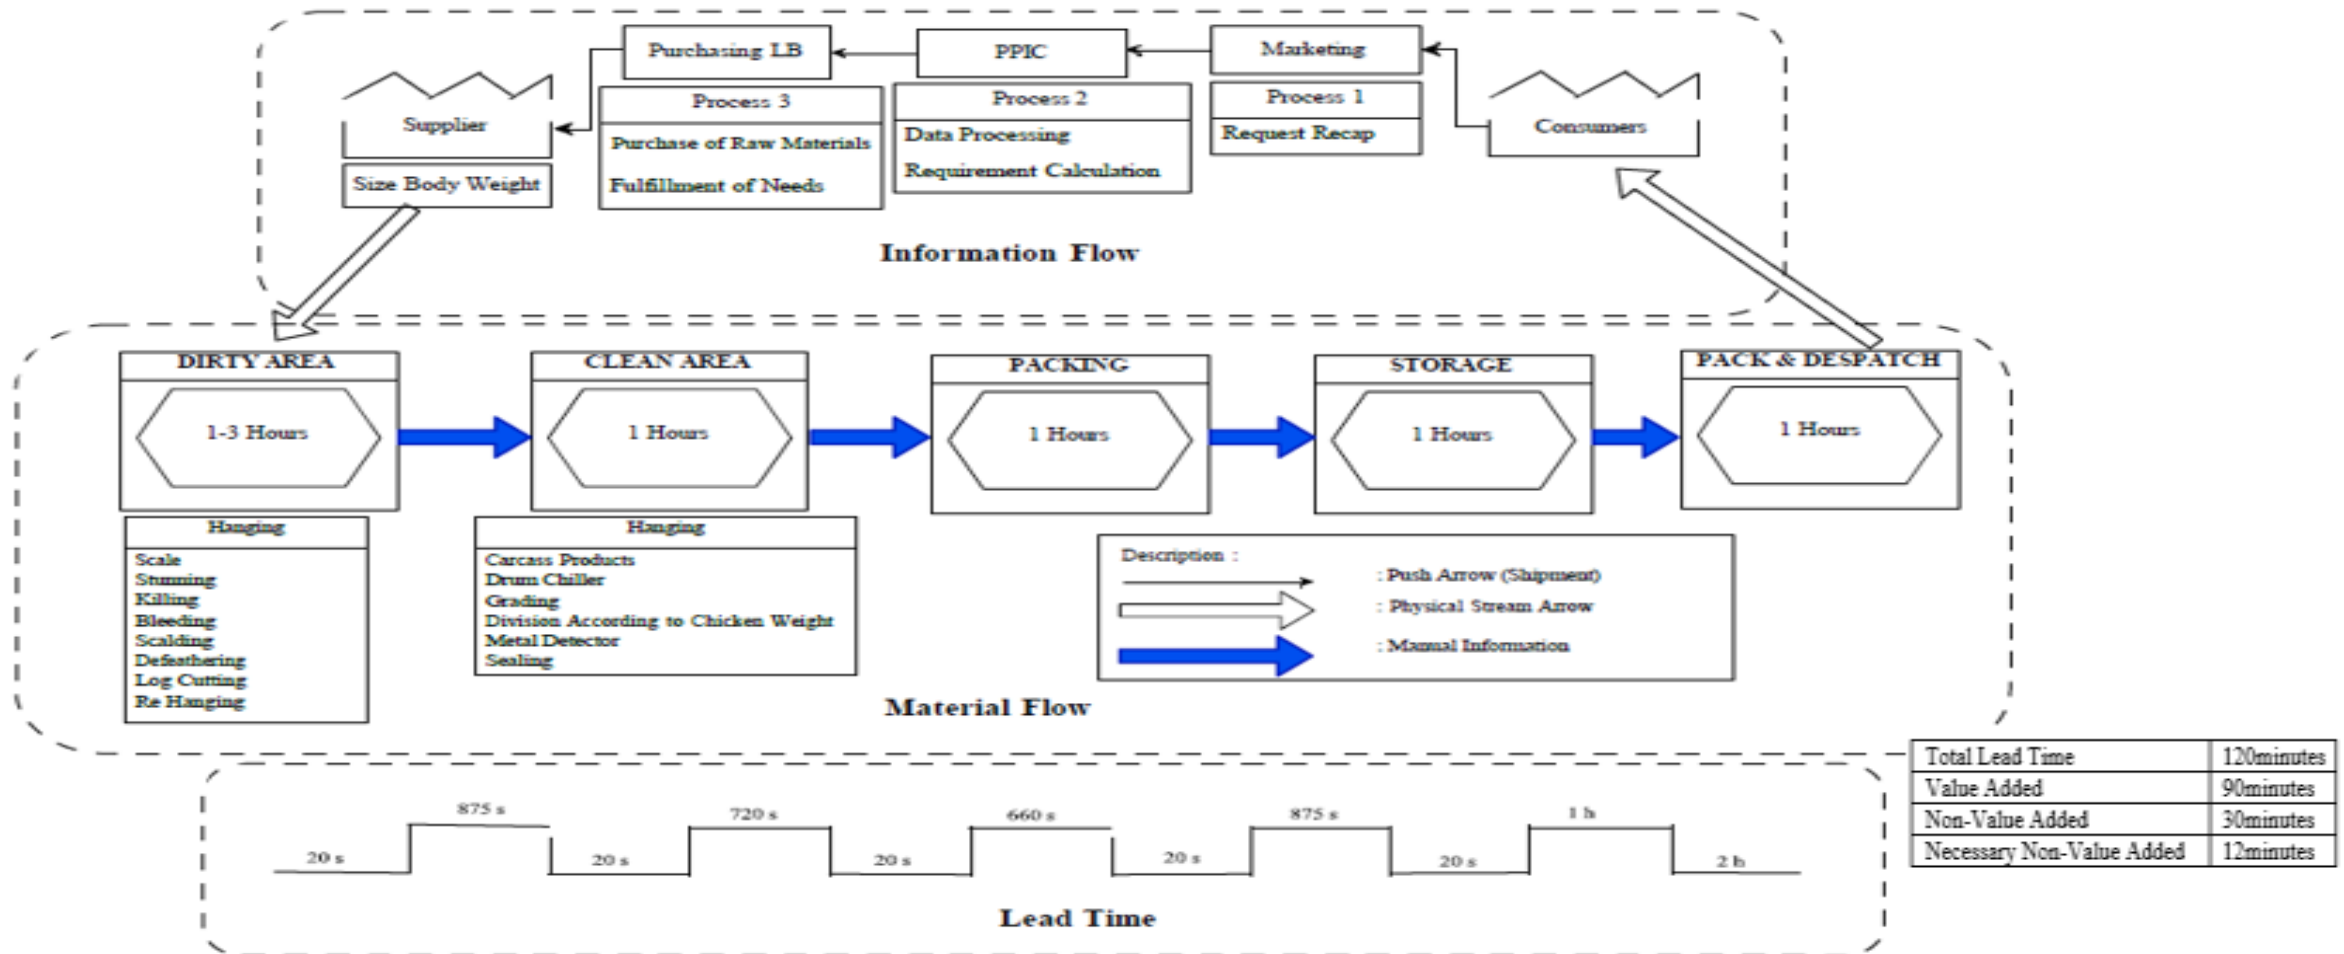 Purchasing LB
PPIC
Marketing
Process 3
Purchase of Raw Materials
Fulfillment of Needs
Process 2
Data Processing
Requirement Calculation
Process 1
Request Recap
Supplier
Size Body Weight
Consumers
Information Flow
DIRTY AREA
1-3 Hours
CLEAN AREA
1 Hours
PACKING
1 Hours
STORAGE
1 Hours
PACK & DESPATCH
1 Hours
Hanging
Scale
Stunning
Killing
Bleeding
Scalding
Defeathering
Log Cutting
Re Hanging
Hanging
Carcass Products
Drum Chiller
Grading
Division According to Chicken Weight
Metal Detector
Sealing
Description :
: Push Arrow (Shipment)
: Physical Stream Arrow
: Manual Information
Material Flow
Total Lead Time 120minutes
Value Added 90minutes
Non-Value Added 30minutes
Necessary Non-Value Added 12minutes
875 s 720 s 660 s 875 s 1 h
20 s 20 s 20 s 20 s 20 s 2 h
Lead Time